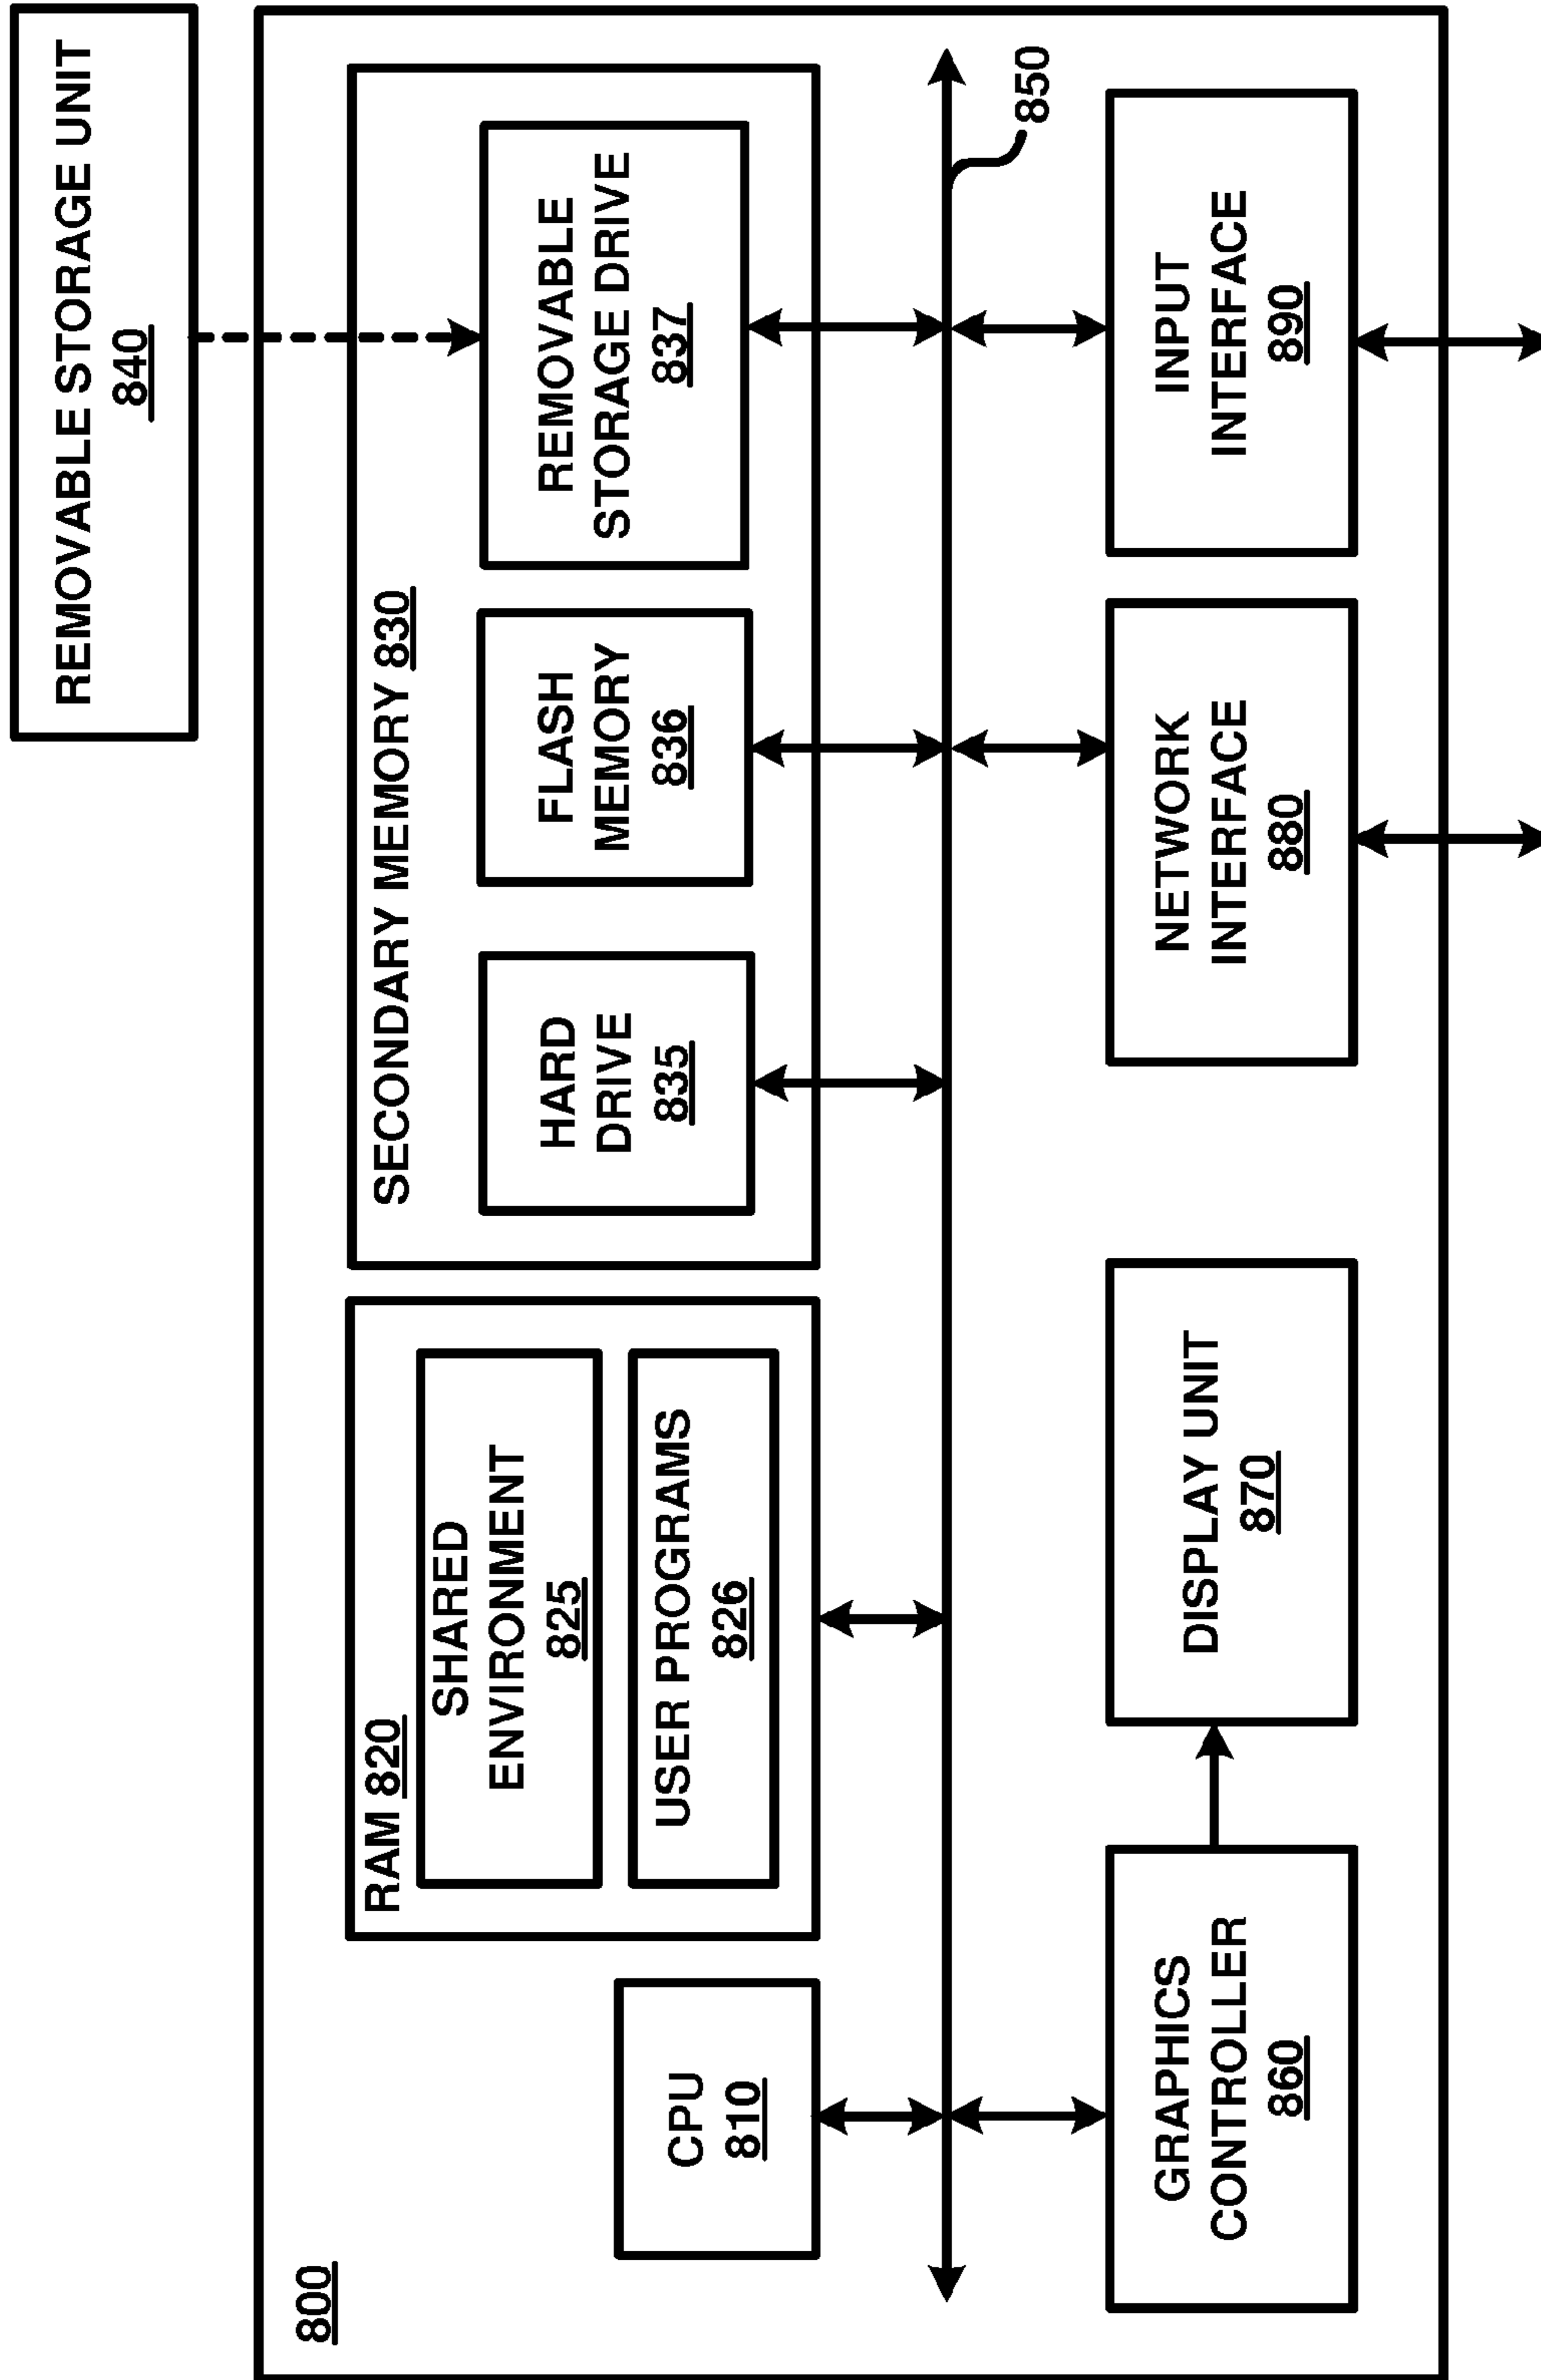 REMOVABLE STORAGE UNIT
840
800
RAM 820
SHARED
ENVIRONMENT
825
USER PROGRAMS
826
SECONDARY MEMORY 830
HARD
DRIVE
835
FLASH
MEMORY
836
REMOVABLE
STORAGE DRIVE
837
CPU
810
850
GRAPHICS
CONTROLLER
860
DISPLAY UNIT
870
NETWORK
INTERFACE
880
INPUT
INTERFACE
890